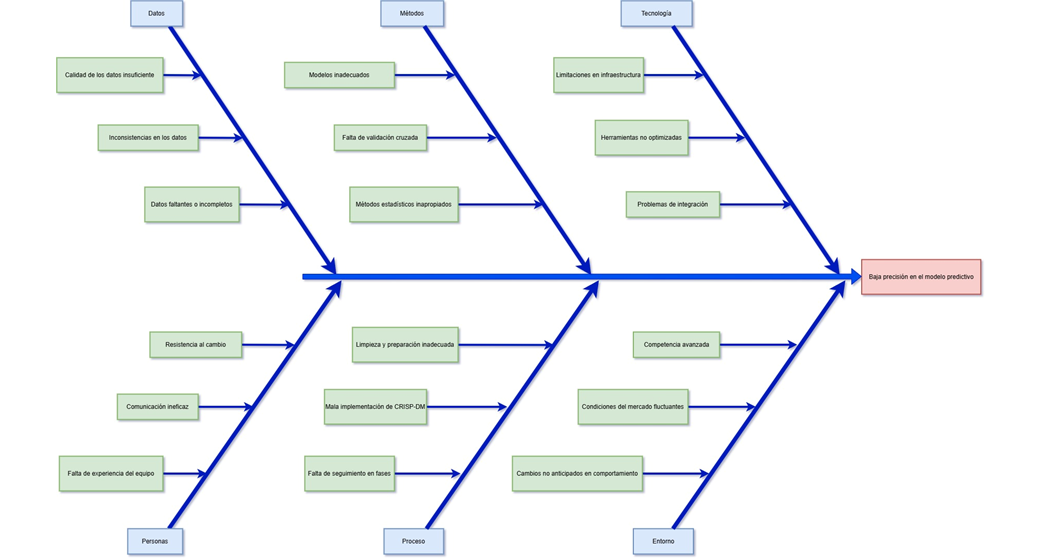 Datos
Métodos
Tecnología
Calidad de los datos insuficiente
Modelos inadecuados
Limitaciones en infraestructura
Inconsistencias en los datos
Falta de validación cruzada
Herramientas no optimizadas
Datos faltantes o incompletos
Métodos estadísticos inapropiados
Problemas de integración
Baja precisión en el modelo predictivo
Resistencia al cambio
Limpieza y preparación inadecuada
Competencia avanzada
Comunicación ineficaz
Mala implementación de CRISP-DM
Condiciones del mercado fluctuantes
Falta de experiencia del equipo
Falta de seguimiento en fases
Cambios no anticipados en comportamiento
Personas
Proceso
Entorno